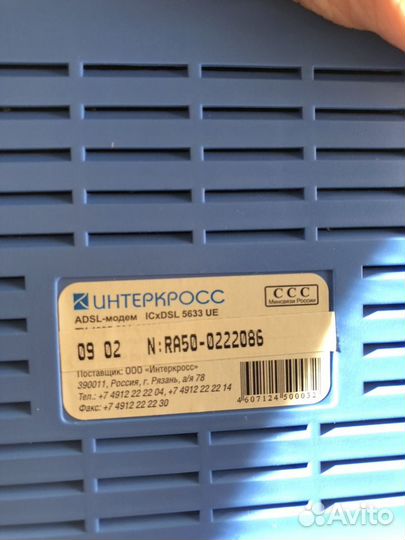 ИНТЕРКРОСС
ССС
Минсвязи России
ADSL-модем ICxDSL 5633 UE
09 02 N:RA50-0222086
Поставщик: ООО «Интеркросс»
390011, Россия, г. Рязань, а/я 78
Тел.: +7 4912 22 22 04, +7 4912 22 22 14
Факс: +7 4912 22 22 30
4607124500032
Avito